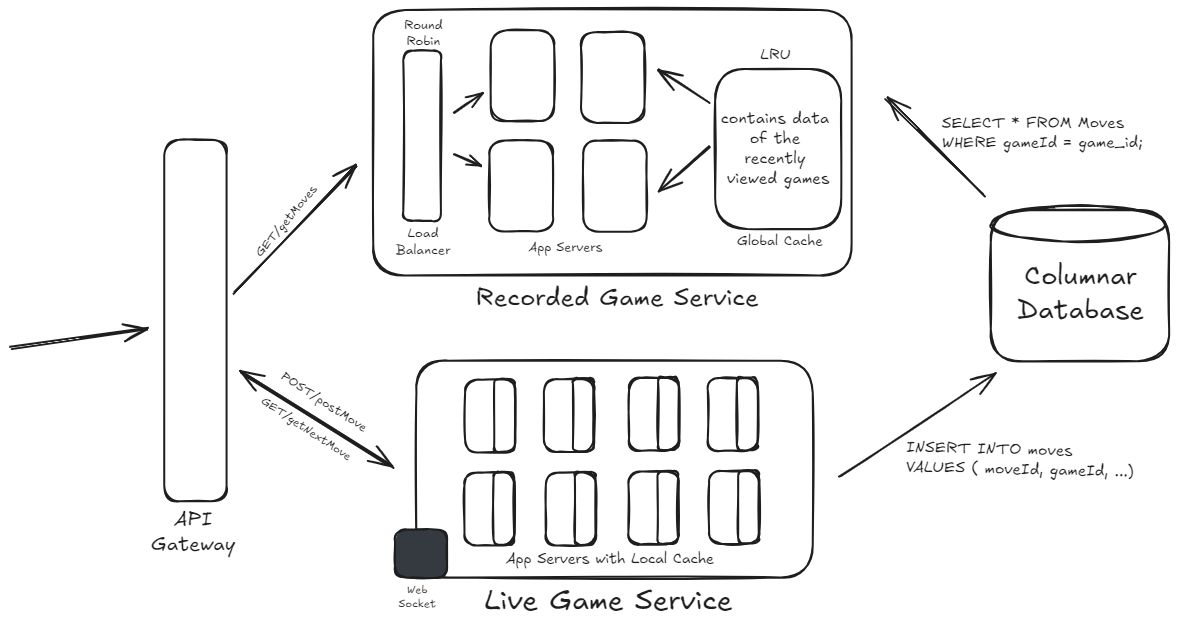 Round
Robin
LRU
contains data
of the
recently
viewed games
Load
Balancer
App Servers
Global Cache
Recorded Game Service
SELECT * FROM Moves
WHERE gameId = game_id;
GET/getMoves
Columnar
Database
POST/postMove
GET/getNextMove
INSERT INTO moves
VALUES ( moveId, gameId, ...)
API
Gateway
App Servers with Local Cache
Web
Socket
Live Game Service